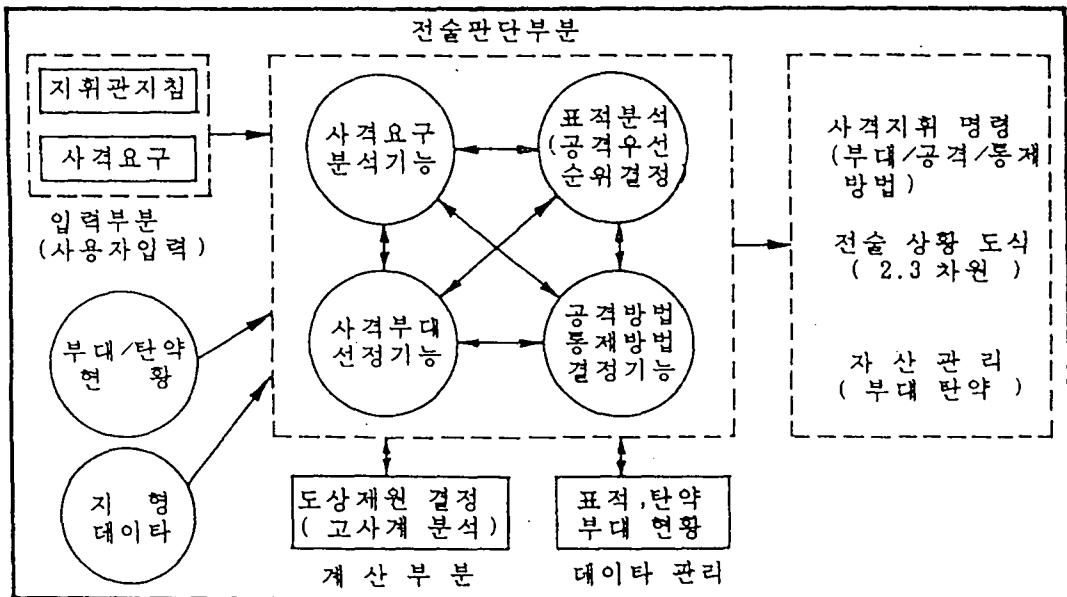 전술판단부분
지휘관지침
사격요구
입력부분
(사용자입력)
부대/탄약
현 황
지 형
데이타
사격요구
분석기능
표적분석
(공격우선
순위결정)
사격부대
선정기능
공격방법
통제방법
결정기능
도상제원 결정
( 고사계 분석 )
계 산 부 분
표적,탄약
부대 현황
데이타 관리
사격지휘 명령
(부대/공격/통제
방법 )
전술 상황 도식
( 2.3 차원 )
자 산 관 리
( 부대 탄약 )